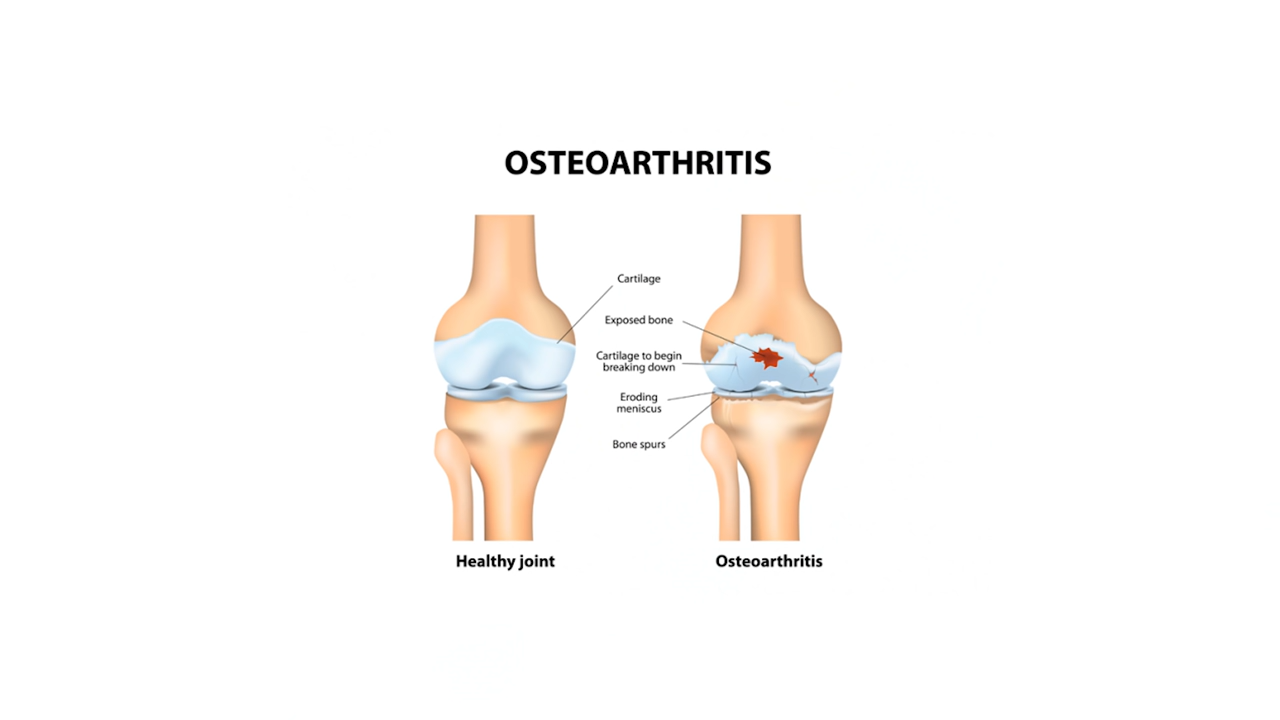 OSTEOARTHRITIS
Cartilage
Exposed bone
Cartilage to begin
breaking down
Eroding
meniscus
Bone spurs
Healthy joint
Osteoarthritis